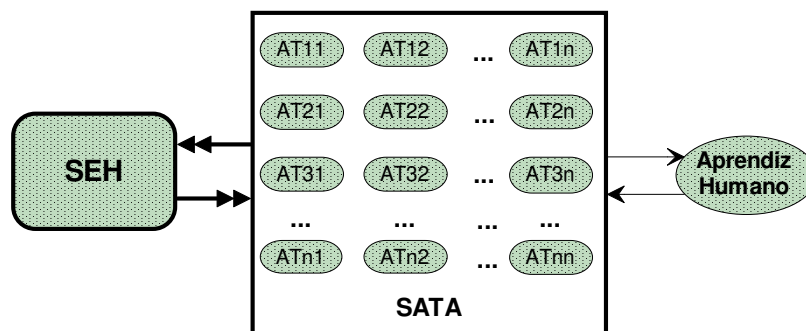 AT11 AT12 ... AT1n
AT21 AT22 ... AT2n
SEH
AT31 AT32 ... AT3n
Aprendiz
Humano
... ... ... ...
ATn1 ATn2 ... ATnn
SATA